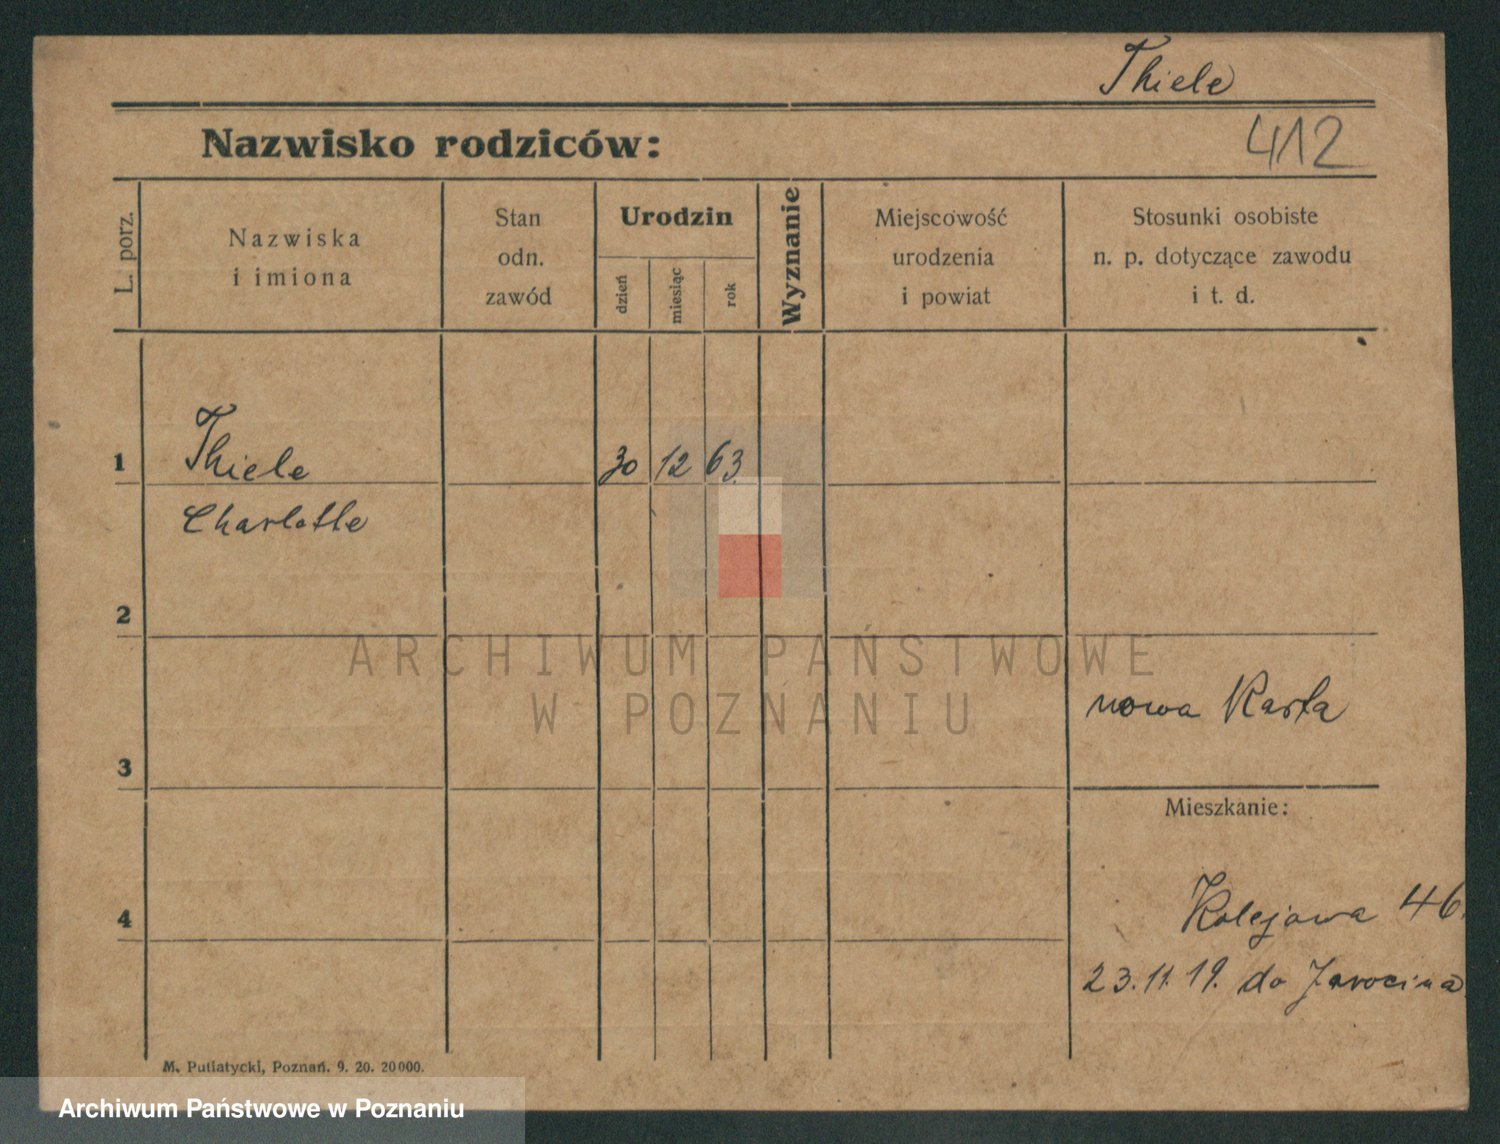 Thiele
Nazwisko rodziców:
412
L. porz.
Nazwiska
i imiona
Stan
odn.
zawód
Urodzin
dzień
miesiąc
rok
Wyznanie
Miejscowość
urodzenia
i powiat
Stosunki osobiste
n. p. dotyczące zawodu
i t. d.
1
Thiele
30 12 63.
Charlotte
2
ARCHIWUM PAŃSTWOWE
W POZNANIU
nowa Karta
3
Mieszkanie:
4
Kolejowa 46.
23.11.19. do Jarocina
M. Putiatycki, Poznań. 9. 20. 20000.
Archiwum Państwowe w Poznaniu